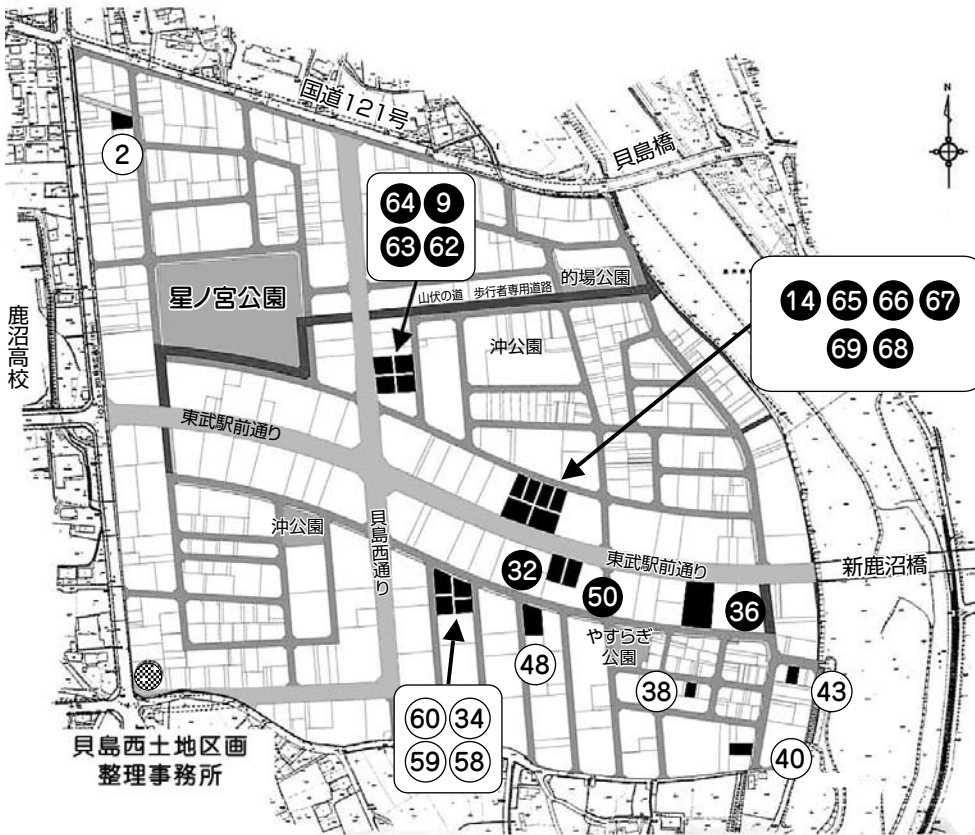 国道121号
貝島橋
N
2
64 9
63 62
的場公園
山伏の道 歩行者専用道路
星ノ宮公園
14 65 66 67
69 68
鹿沼高校
沖公園
東武駅前通り
沖公園
貝島西通り
32
50
東武駅前通り
36
新鹿沼橋
48
やすらぎ
公園
38
43
60 34
59 58
40
貝島西土地区画
整理事務所